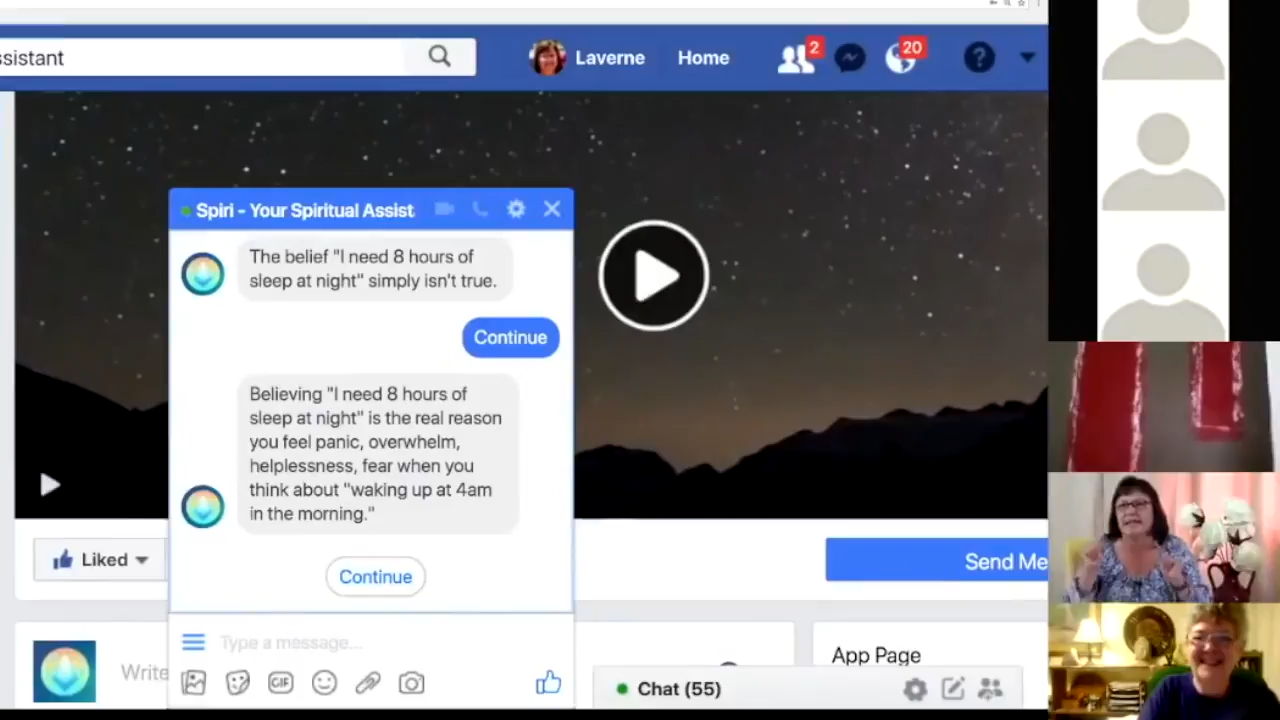 ssistant
Laverne
Home
2
20
?
Spiri - Your Spiritual Assist
The belief "I need 8 hours of
sleep at night" simply isn't true.
Continue
Believing "I need 8 hours of
sleep at night" is the real reason
you feel panic, overwhelm,
helplessness, fear when you
think about "waking up at 4am
in the morning."
Continue
Type a message...
GIF
Liked
Send Me
Write
App Page
Chat (55)